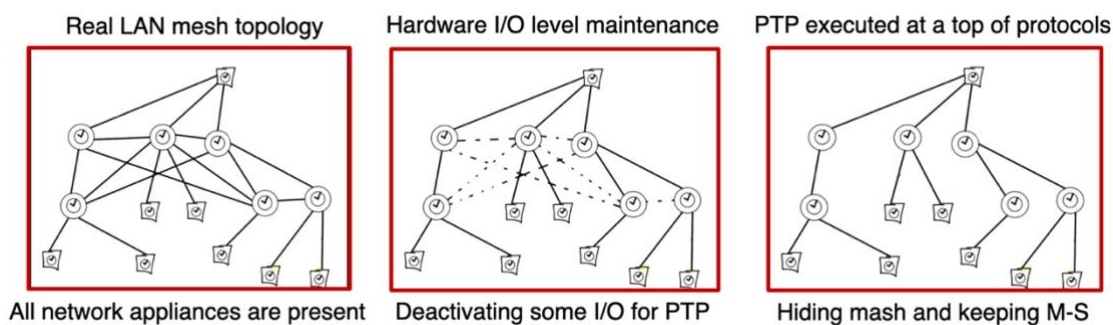 Real LAN mesh topology
Hardware I/O level maintenance
PTP executed at a top of protocols
All network appliances are present
Deactivating some I/O for PTP
Hiding mash and keeping M-S